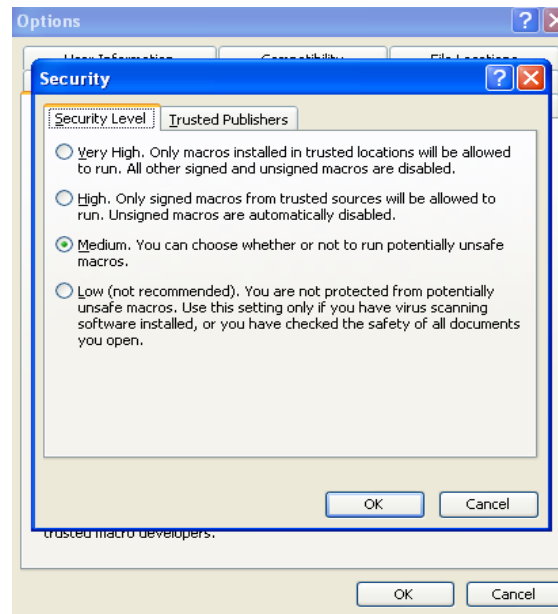 Options
User Information Compatibility File Locations
Security
Security Level Trusted Publishers
Very High. Only macros installed in trusted locations will be allowed
to run. All other signed and unsigned macros are disabled.
High. Only signed macros from trusted sources will be allowed to
run. Unsigned macros are automatically disabled.
Medium. You can choose whether or not to run potentially unsafe
macros.
Low (not recommended). You are not protected from potentially
unsafe macros. Use this setting only if you have virus scanning
software installed, or you have checked the safety of all documents
you open.
OK Cancel
trusted macro developers.
OK Cancel